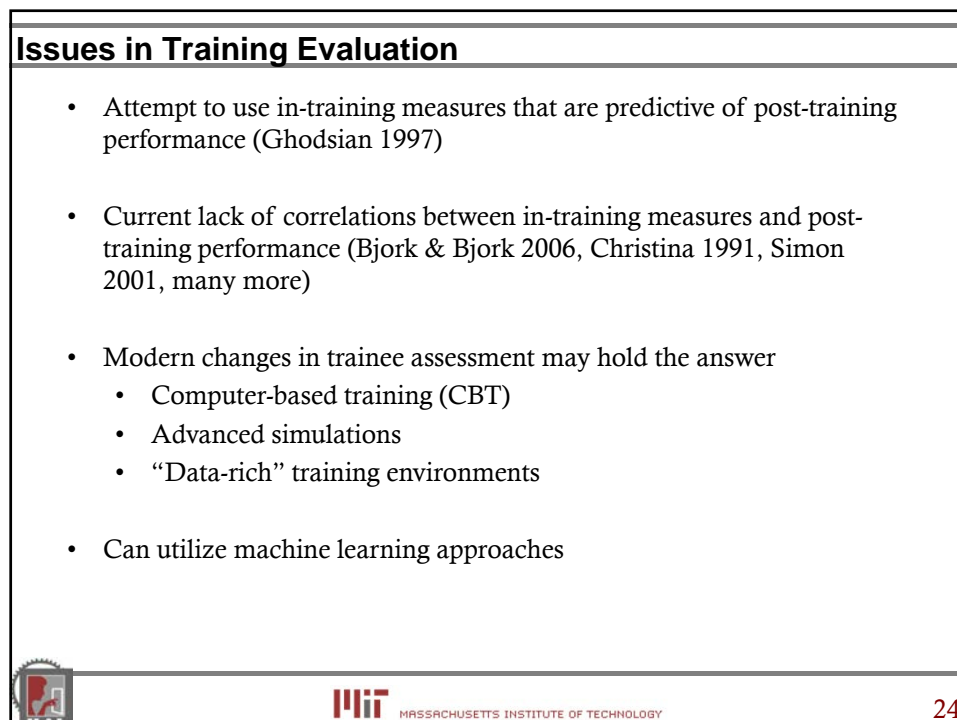 Issues in Training Evaluation
• Attempt to use in-training measures that are predictive of post-training
performance (Ghodsian 1997)
• Current lack of correlations between in-training measures and post-
training performance (Bjork & Bjork 2006, Christina 1991, Simon
2001, many more)
• Modern changes in trainee assessment may hold the answer
• Computer-based training (CBT)
• Advanced simulations
• “Data-rich” training environments
• Can utilize machine learning approaches
MIT MASSACHUSETTS INSTITUTE OF TECHNOLOGY
24